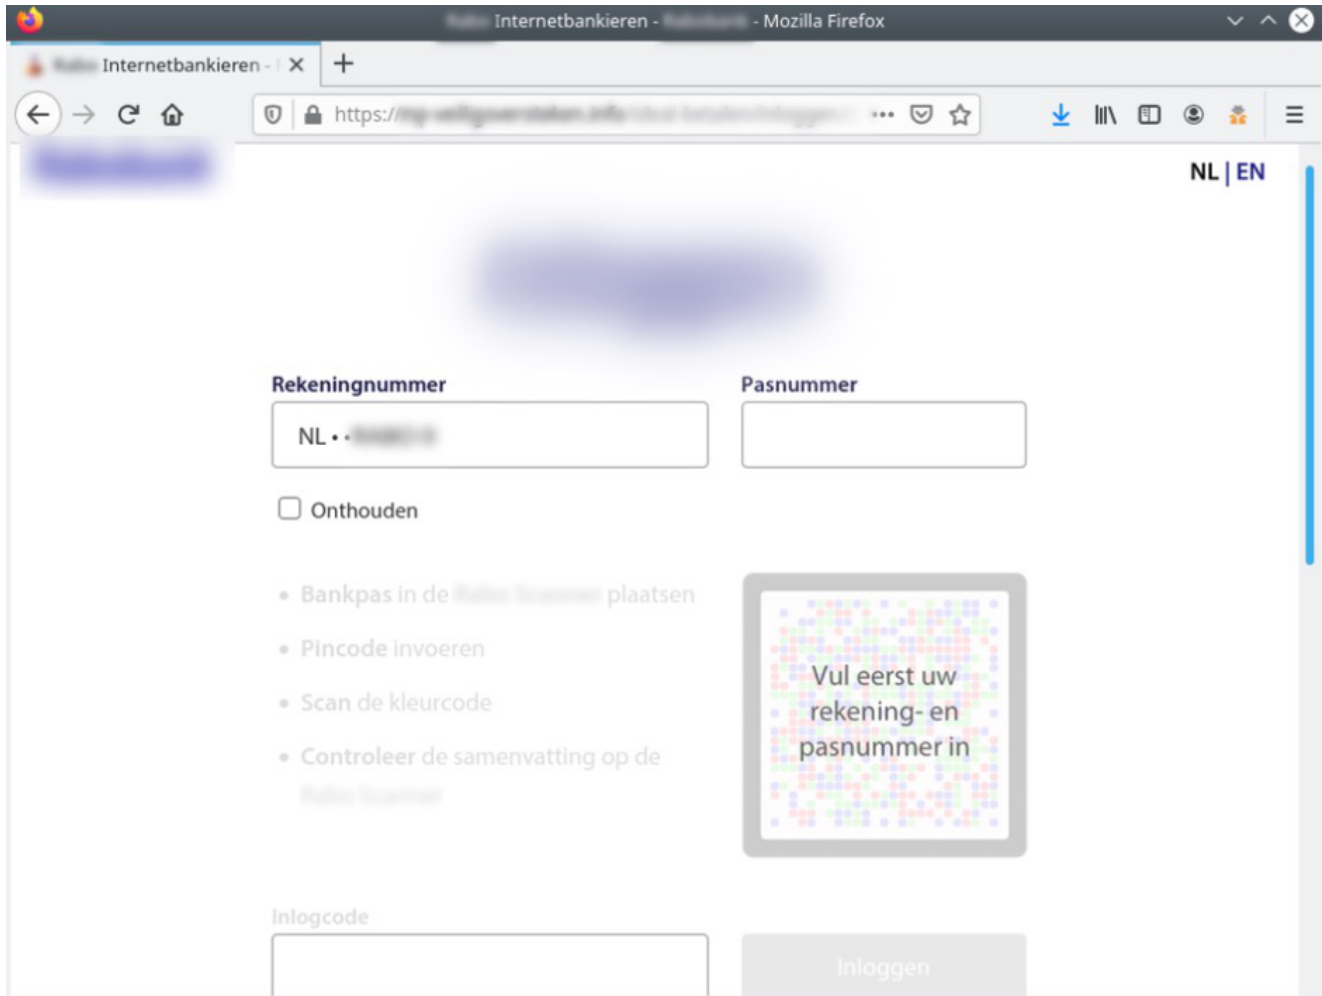 Internetbankieren - - Mozilla Firefox
Internetbankieren -
https://
NL | EN
Rekeningnummer
Pasnummer
NL • •
Onthouden
• Bankpas in de plaatsen
• Pincode invoeren
• Scan de kleurcode
• Controleer de samenvatting op de
Vul eerst uw
rekening- en
pasnummer in
Inlogcode
Inloggen